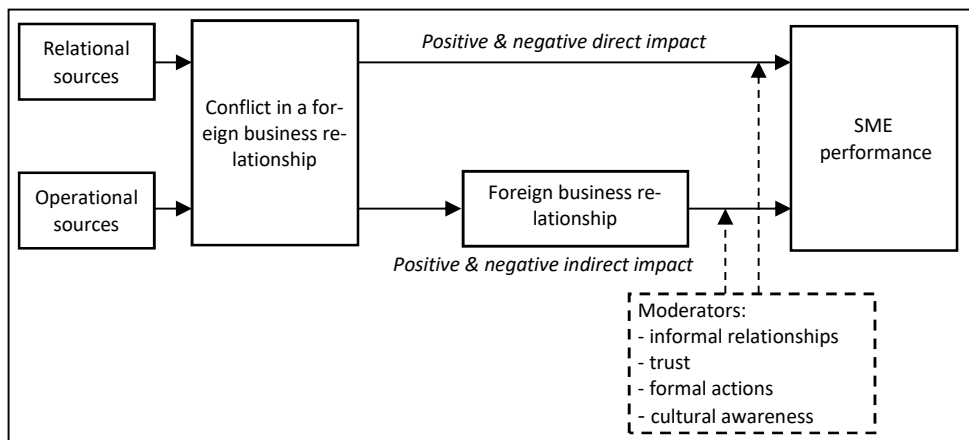 Relational
sources
Operational
sources
Conflict in a for-
eign business re-
lationship
Positive & negative direct impact
Foreign business re-
lationship
Positive & negative indirect impact
SME
performance
Moderators:
- informal relationships
- trust
- formal actions
- cultural awareness